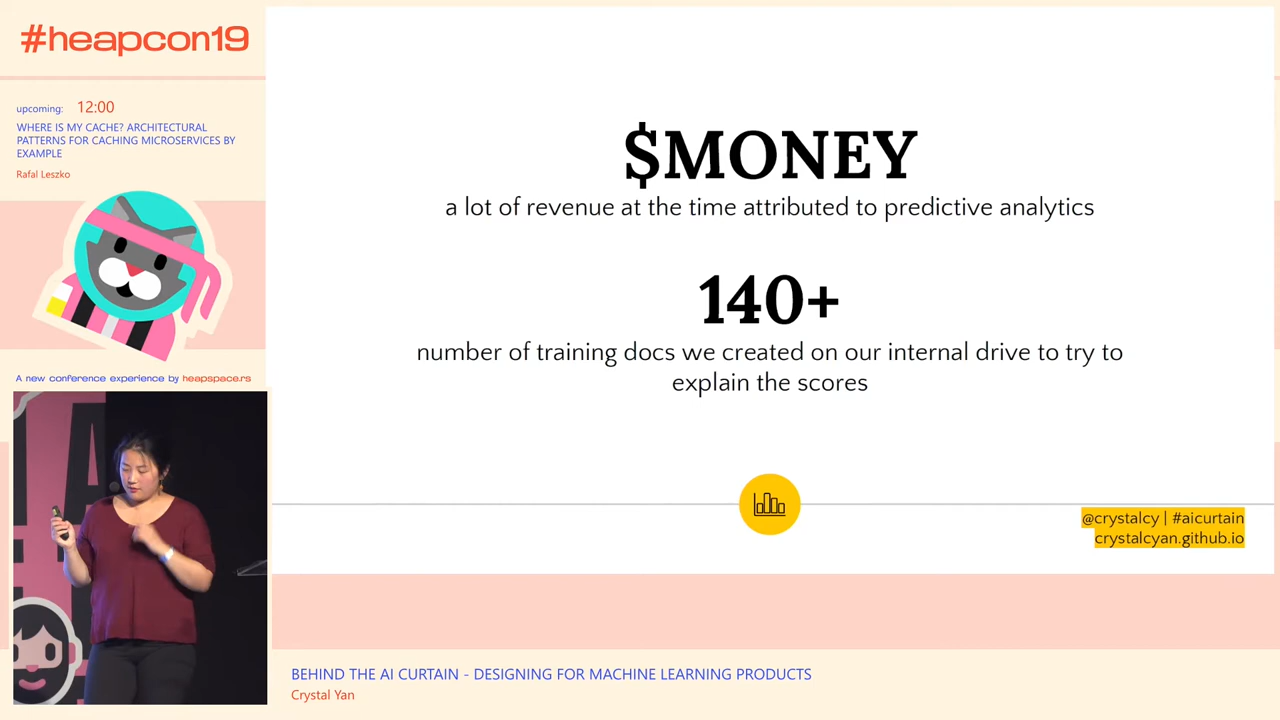 #heapcon19
upcoming: 12:00
WHERE IS MY CACHE? ARCHITECTURAL
PATTERNS FOR CACHING MICROSERVICES BY
EXAMPLE
Rafal Leszko
A new conference experience by heapspace.rs
$MONEY
a lot of revenue at the time attributed to predictive analytics
140+
number of training docs we created on our internal drive to try to
explain the scores
@crystalcy | #aicurtain
crystalcyan.github.io
BEHIND THE AI CURTAIN - DESIGNING FOR MACHINE LEARNING PRODUCTS
Crystal Yan